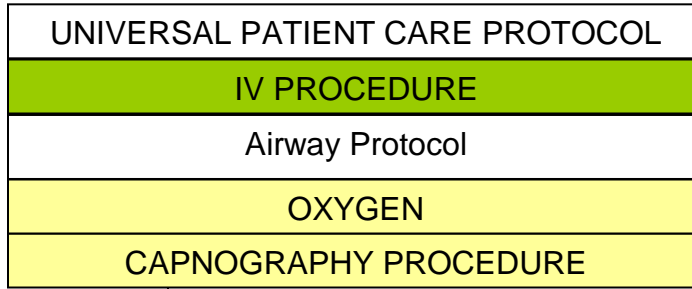 UNIVERSAL PATIENT CARE PROTOCOL
IV PROCEDURE
Airway Protocol
OXYGEN
CAPNOGRAPHY PROCEDURE